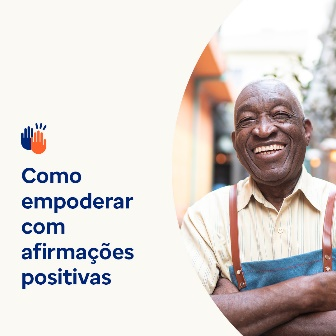 Como
empoderar
com
afirmações
positivas